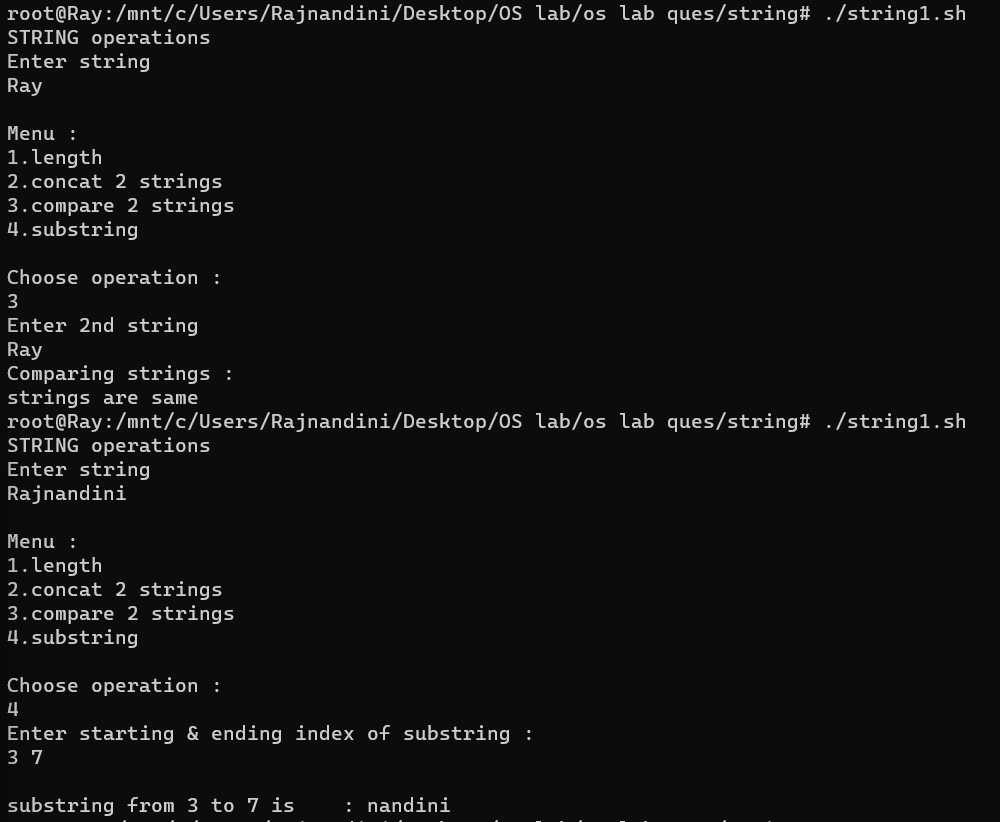 root@Ray:/mnt/c/Users/Rajnandini/Desktop/OS lab/os lab ques/string# ./string1.sh
STRING operations
Enter string
Ray
Menu :
1.length
2.concat 2 strings
3.compare 2 strings
4.substring
Choose operation :
3
Enter 2nd string
Ray
Comparing strings :
strings are same
root@Ray:/mnt/c/Users/Rajnandini/Desktop/OS lab/os lab ques/string# ./string1.sh
STRING operations
Enter string
Rajnandini
Menu :
1.length
2.concat 2 strings
3.compare 2 strings
4.substring
Choose operation :
4
Enter starting & ending index of substring :
3 7
substring from 3 to 7 is    : nandini